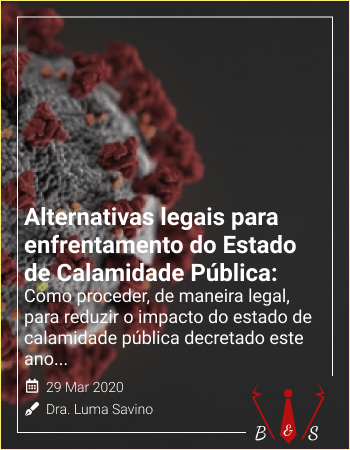 Alternativas legais para
enfrentamento do Estado
de Calamidade Pública:
Como proceder, de maneira legal,
para reduzir o impacto do estado de
calamidade pública decretado este
ano...
29 Mar 2020
Dra. Luma Savino
B & S